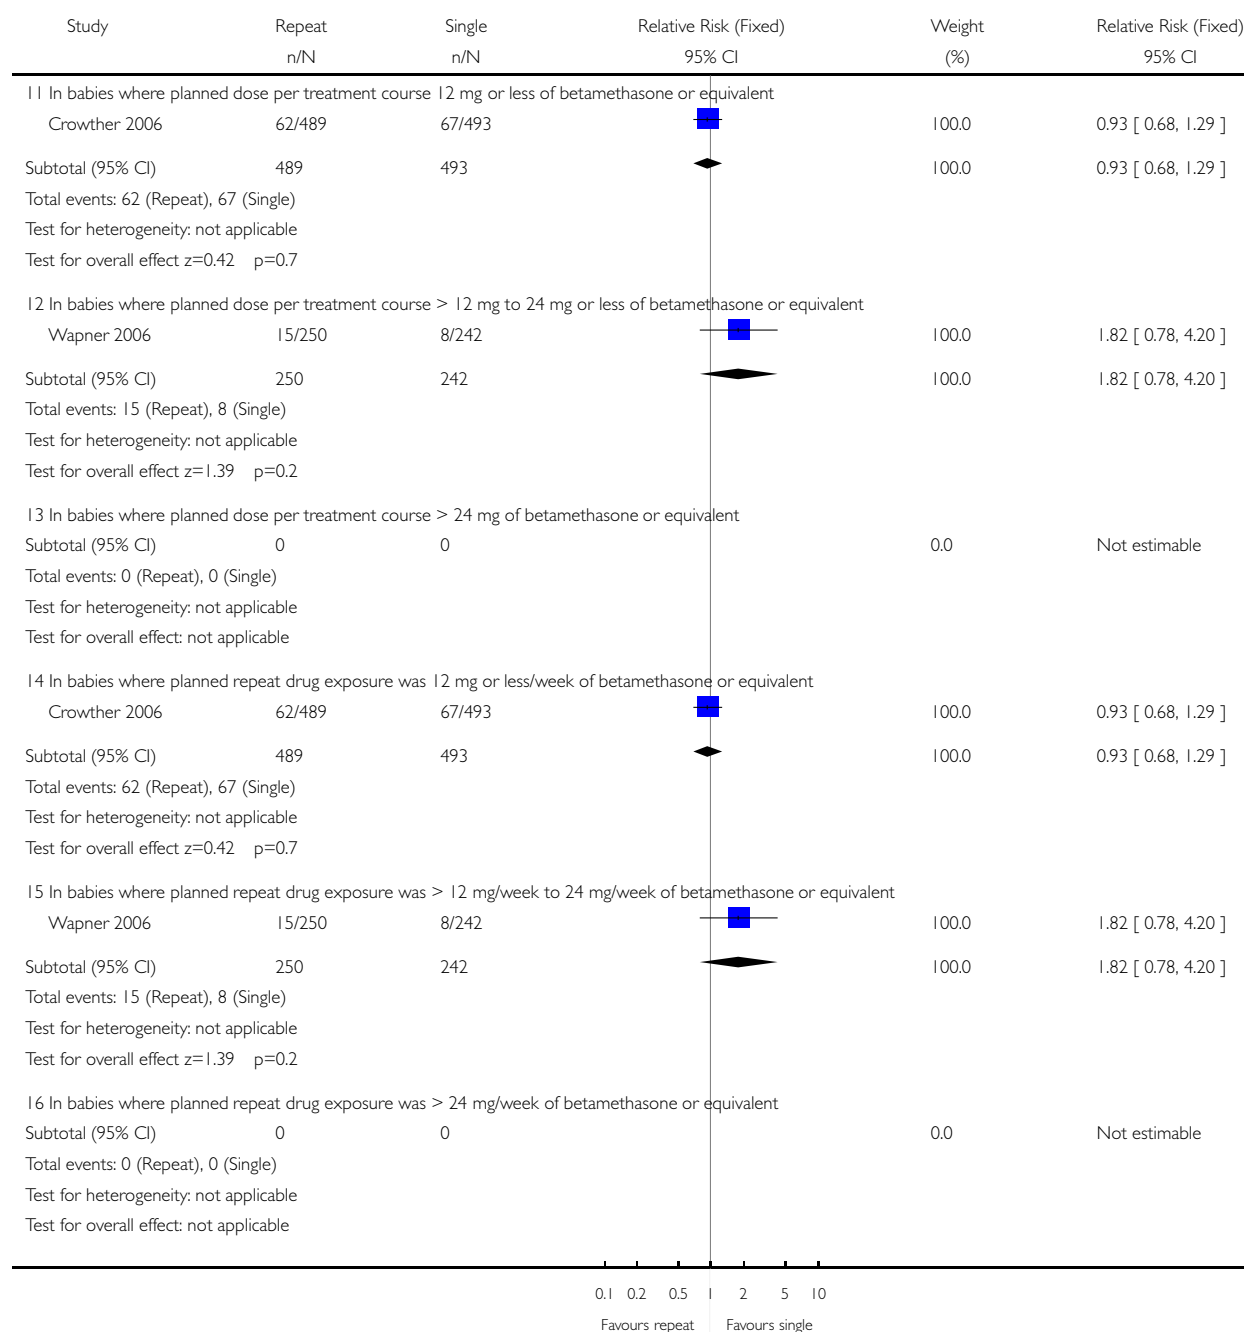 Study Repeat Single Relative Risk (Fixed) Weight Relative Risk (Fixed)
n/N n/N 95% CI (%) 95% CI
11 In babies where planned dose per treatment course 12 mg or less of betamethasone or equivalent
Crowther 2006 62/489 67/493 100.0 0.93 [ 0.68, 1.29 ]
Subtotal (95% CI) 489 493 100.0 0.93 [ 0.68, 1.29 ]
Total events: 62 (Repeat), 67 (Single)
Test for heterogeneity: not applicable
Test for overall effect z=0.42 p=0.7
12 In babies where planned dose per treatment course > 12 mg to 24 mg or less of betamethasone or equivalent
Wapner 2006 15/250 8/242 100.0 1.82 [ 0.78, 4.20 ]
Subtotal (95% CI) 250 242 100.0 1.82 [ 0.78, 4.20 ]
Total events: 15 (Repeat), 8 (Single)
Test for heterogeneity: not applicable
Test for overall effect z=1.39 p=0.2
13 In babies where planned dose per treatment course > 24 mg of betamethasone or equivalent
Subtotal (95% CI) 0 0 0.0 Not estimable
Total events: 0 (Repeat), 0 (Single)
Test for heterogeneity: not applicable
Test for overall effect: not applicable
14 In babies where planned repeat drug exposure was 12 mg or less/week of betamethasone or equivalent
Crowther 2006 62/489 67/493 100.0 0.93 [ 0.68, 1.29 ]
Subtotal (95% CI) 489 493 100.0 0.93 [ 0.68, 1.29 ]
Total events: 62 (Repeat), 67 (Single)
Test for heterogeneity: not applicable
Test for overall effect z=0.42 p=0.7
15 In babies where planned repeat drug exposure was > 12 mg/week to 24 mg/week of betamethasone or equivalent
Wapner 2006 15/250 8/242 100.0 1.82 [ 0.78, 4.20 ]
Subtotal (95% CI) 250 242 100.0 1.82 [ 0.78, 4.20 ]
Total events: 15 (Repeat), 8 (Single)
Test for heterogeneity: not applicable
Test for overall effect z=1.39 p=0.2
16 In babies where planned repeat drug exposure was > 24 mg/week of betamethasone or equivalent
Subtotal (95% CI) 0 0 0.0 Not estimable
Total events: 0 (Repeat), 0 (Single)
Test for heterogeneity: not applicable
Test for overall effect: not applicable
0.1 0.2 0.5 1 2 5 10
Favours repeat Favours single